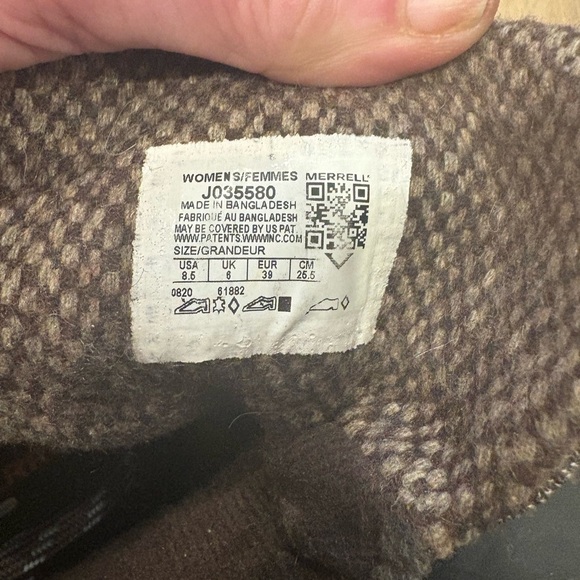 WOMENS/FEMMES MERRELL
J035580
MADE IN BANGLADESH
FABRIQUÉ AU BANGLADESH
MAY BE COVERED BY US PAT.
WWW.PATENTS.WWWINC.COM
SIZE/GRANDEUR
USA UK EUR CM
8.5 6 39 25.5
0820 61882